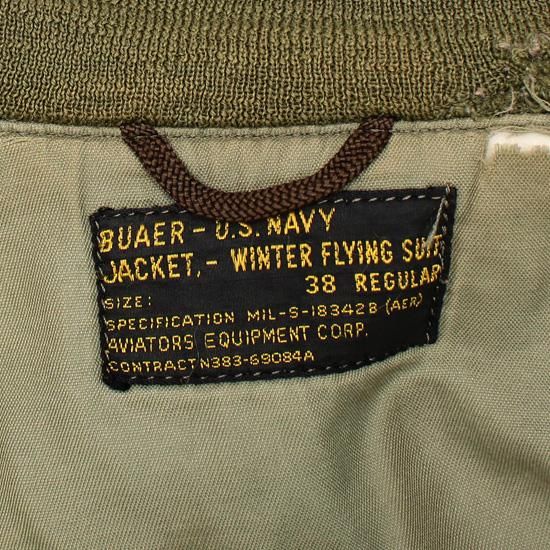 BUAER - U.S. NAVY
JACKET, - WINTER FLYING SUIT
38 REGULAR
SIZE:
SPECIFICATION MIL-S-18342B (AER)
AVIATORS EQUIPMENT CORP.
CONTRACT N383-69084A